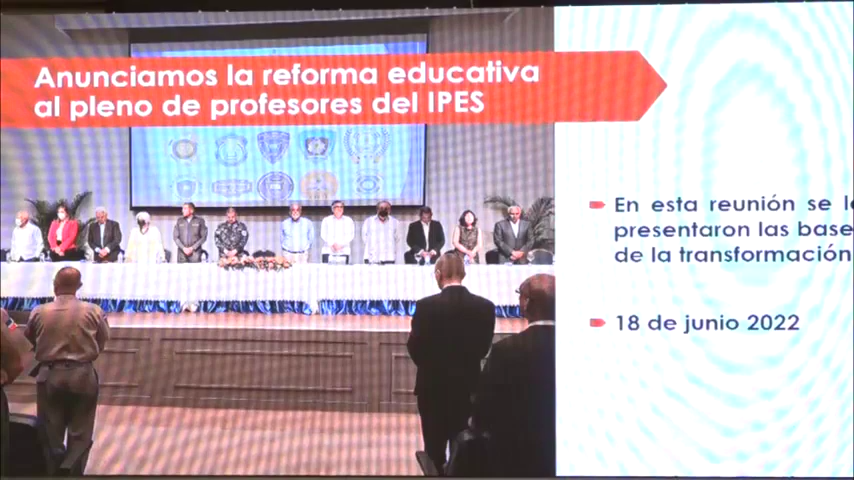 Anunciamos la reforma educativa
al pleno de profesores del IPES
En esta reunión se l
presentaron las base
de la transformación
18 de junio 2022